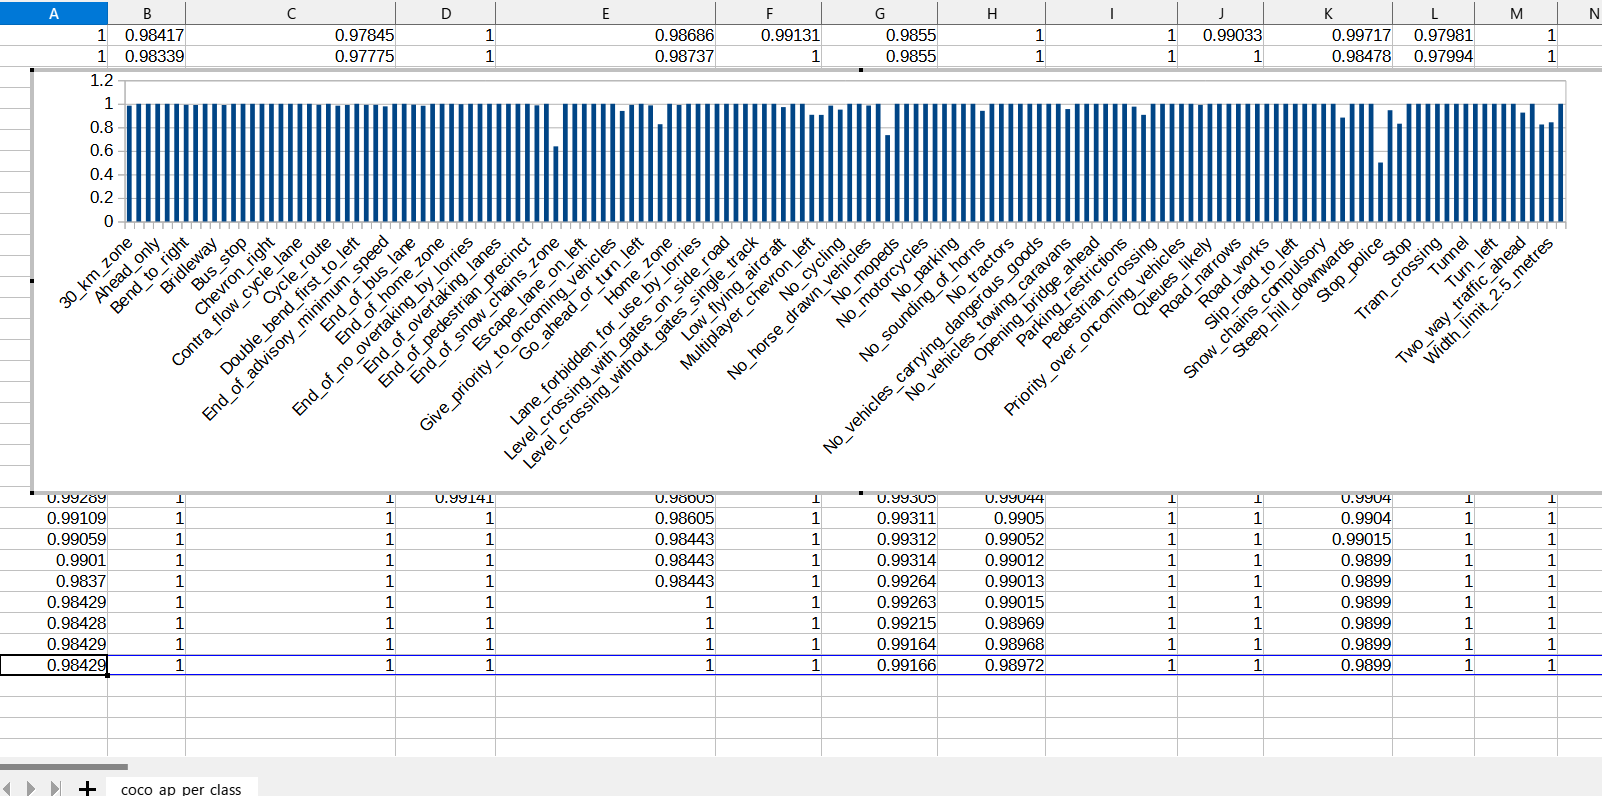 A B C D E F G H I J K L M N
1 0.98417 0.97845 1 0.98686 0.99131 0.9855 1 1 0.99033 0.99717 0.97981 1
1 0.98339 0.97775 1 0.98737 1 0.9855 1 1 1 0.98478 0.97994 1
1.2
1
0.8
0.6
0.4
0.2
0
30_km_zone
Ahead_only
Bend_to_right
Bridleway
Bus_stop
Chevron_right
Contra_flow_cycle_lane
Cycle_route
Double_bend_first_to_left
End_of_advisory_minimum_speed
End_of_bus_lane
End_of_home_zone
End_of_no_overtaking_by_lorries
End_of_overtaking_lanes
End_of_pedestrian_precinct
End_of_snow_chains_zone
Escape_lane_on_left
Give_priority_to_oncoming_vehicles
Go_ahead_or_turn_left
Home_zone
Lane_forbidden_for_use_by_lorries
Level_crossing_with_gates_on_side_road
Level_crossing_without_gates_single_track
Low_flying_aircraft
Multiplayer_chevron_left
No_cycling
No_horse_drawn_vehicles
No_mopeds
No_motorcycles
No_parking
No_sounding_of_horns
No_tractors
No_vehicles_carrying_dangerous_goods
No_vehicles_towing_caravans
Opening_bridge_ahead
Parking_restrictions
Pedestrian_crossing
Priority_over_oncoming_vehicles
Queues_likely
Road_narrows
Road_works
Slip_road_to_left
Snow_chains_compulsory
Steep_hill_downwards
Stop_police
Stop
Tram_crossing
Tunnel
Turn_left
Two_way_traffic_ahead
Width_limit_2.5_metres
0.99289 1 1 0.99141 0.98605 1 0.99305 0.99044 1 1 0.9904 1 1
0.99109 1 1 1 0.98605 1 0.99311 0.9905 1 1 0.9904 1 1
0.99059 1 1 1 0.98443 1 0.99312 0.99052 1 1 0.99015 1 1
0.9901 1 1 1 0.98443 1 0.99314 0.99012 1 1 0.9899 1 1
0.9837 1 1 1 0.98443 1 0.99264 0.99013 1 1 0.9899 1 1
0.98429 1 1 1 1 1 0.99263 0.99015 1 1 0.9899 1 1
0.98428 1 1 1 1 1 0.99215 0.98969 1 1 0.9899 1 1
0.98429 1 1 1 1 1 0.99164 0.98968 1 1 0.9899 1 1
0.98429 1 1 1 1 1 0.99166 0.98972 1 1 0.9899 1 1
coco_ap_per_class